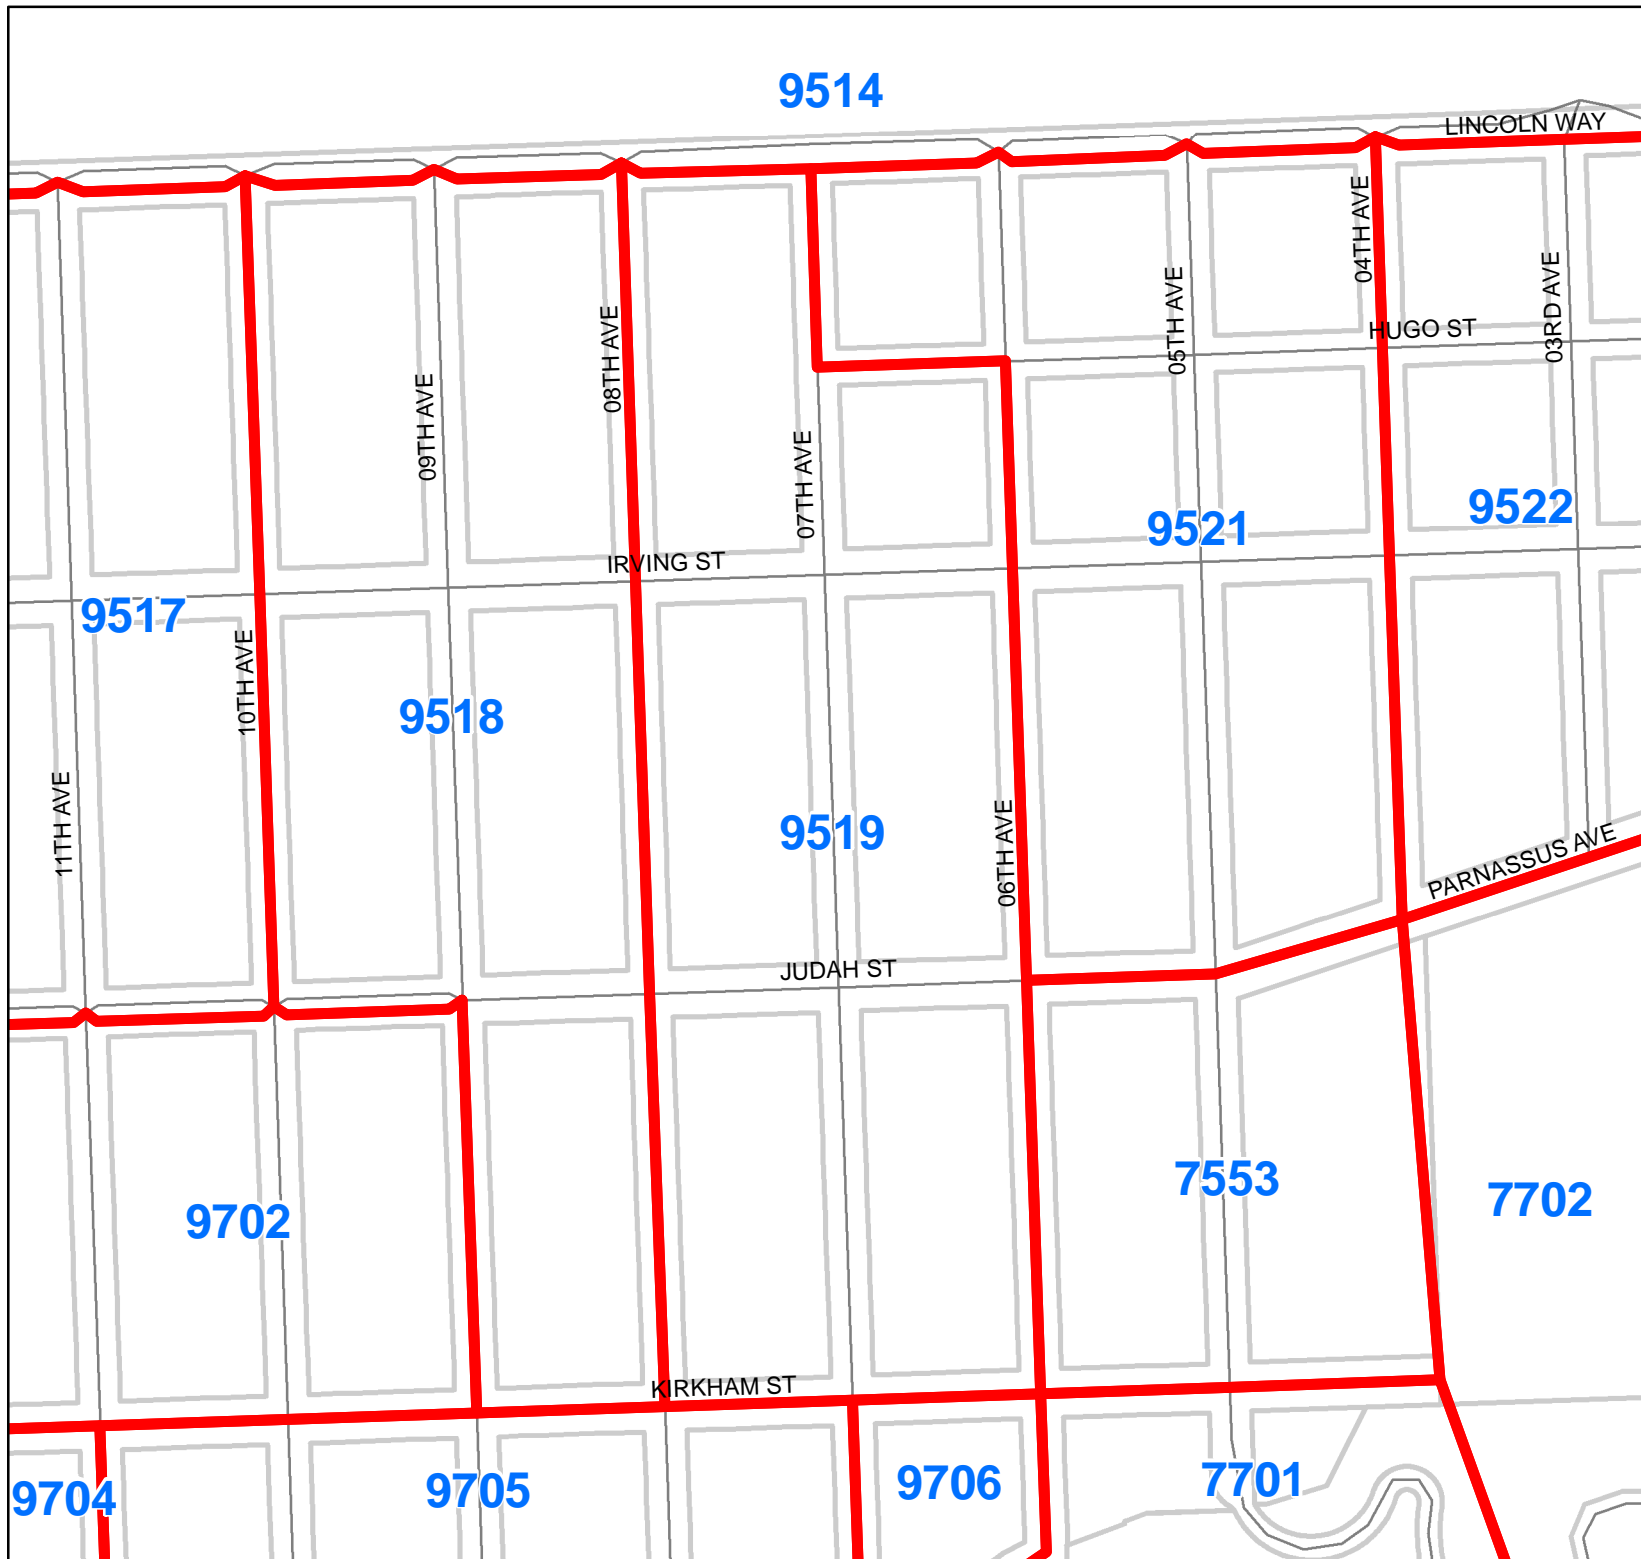 9514
LINCOLN WAY
04TH AVE
03RD AVE
05TH AVE
HUGO ST
08TH AVE
09TH AVE
07TH AVE
9522
9521
IRVING ST
9517
10TH AVE
9518
11TH AVE
9519
06TH AVE
PARNASSUS AVE
JUDAH ST
7553
7702
9702
KIRKHAM ST
9704
9705
9706
7701